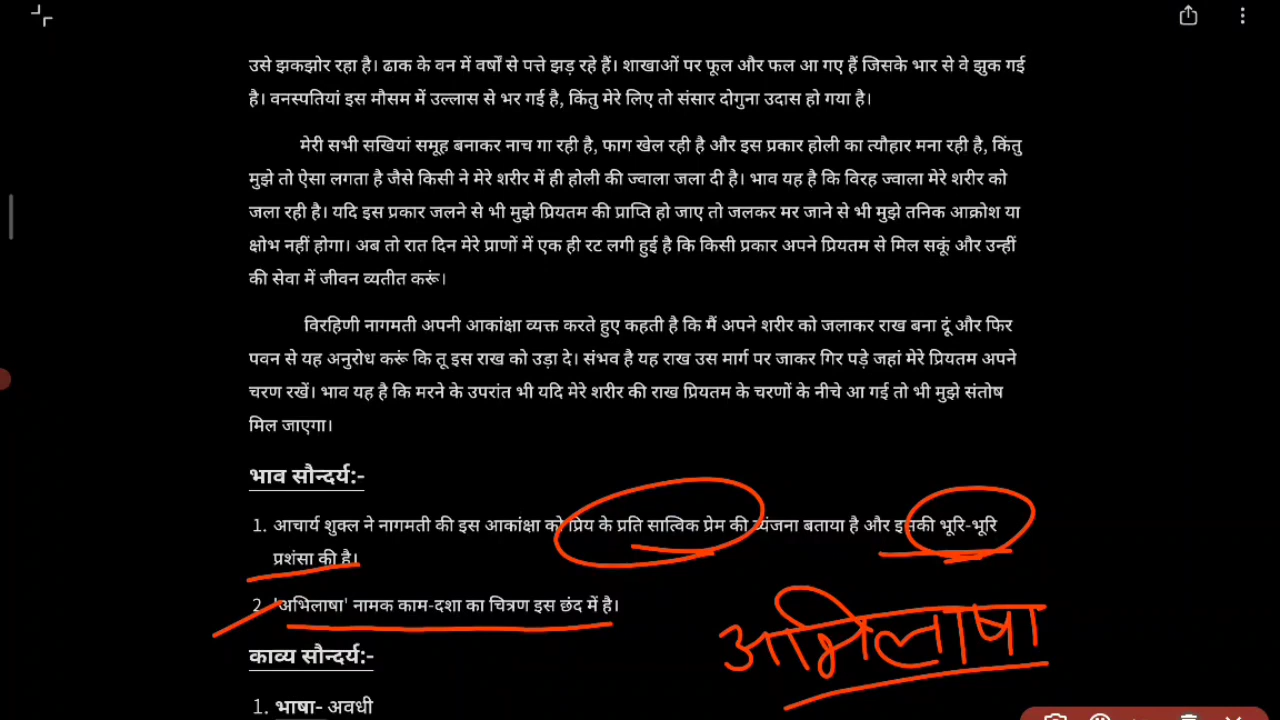 उसे झकझोर रहा है। ढाक के वन में वर्षों से पत्ते झड़ रहे हैं। शाखाओं पर फूल और फल आ गए हैं जिसके भार से वे झुक गई
है। वनस्पतियां इस मौसम में उल्लास से भर गई है, किंतु मेरे लिए तो संसार दोगुना उदास हो गया है।
मेरी सभी सखियां समूह बनाकर नाच गा रही है, फाग खेल रही है और इस प्रकार होली का त्यौहार मना रही है, किंतु
मुझे तो ऐसा लगता है जैसे किसी ने मेरे शरीर में ही होली की ज्वाला जला दी है। भाव यह है कि विरह ज्वाला मेरे शरीर को
जला रही है। यदि इस प्रकार जलने से भी मुझे प्रियतम की प्राप्ति हो जाए तो जलकर मर जाने से भी मुझे तनिक आक्रोश या
क्षोभ नहीं होगा। अब तो रात दिन मेरे प्राणों में एक ही रट लगी हुई है कि किसी प्रकार अपने प्रियतम से मिल सकूं और उन्हीं
की सेवा में जीवन व्यतीत करूं।
विरहिणी नागमती अपनी आकांक्षा व्यक्त करते हुए कहती है कि मैं अपने शरीर को जलाकर राख बना दूं और फिर
पवन से यह अनुरोध करूं कि तू इस राख को उड़ा दे। संभव है यह राख उस मार्ग पर जाकर गिर पड़े जहां मेरे प्रियतम अपने
चरण रखें। भाव यह है कि मरने के उपरांत भी यदि मेरे शरीर की राख प्रियतम के चरणों के नीचे आ गई तो भी मुझे संतोष
मिल जाएगा।
भाव सौन्दर्य:-
1. आचार्य शुक्ल ने नागमती की इस आकांक्षा को प्रिय के प्रति सात्विक प्रेम की व्यंजना बताया है और इसकी भूरि-भूरि
प्रशंसा की है।
2. 'अभिलाषा' नामक काम-दशा का चित्रण इस छंद में है।
अभिलाषा
काव्य सौन्दर्य:-
1. भाषा- अवधी